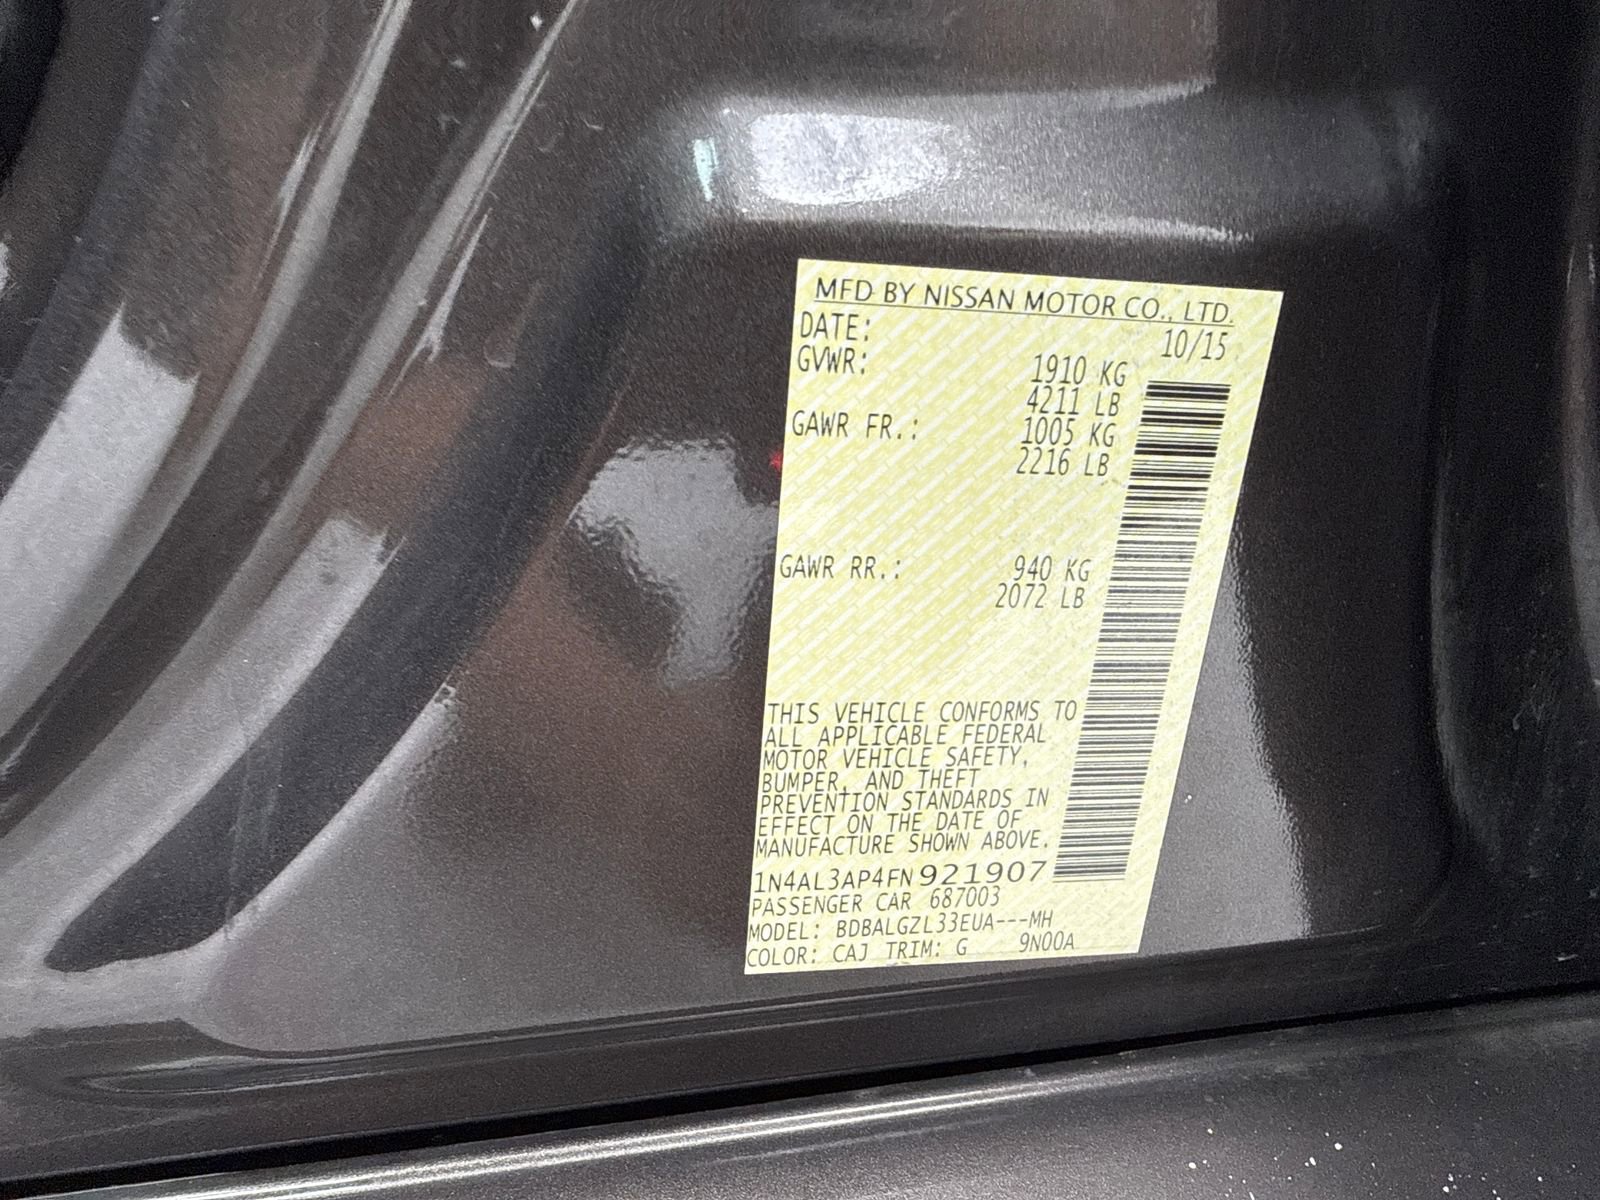 MFD BY NISSAN MOTOR CO., LTD.
DATE: 10/15
GVWR: 1910 KG
4211 LB
GAWR FR.: 1005 KG
2216 LB
GAWR RR.: 940 KG
2072 LB
THIS VEHICLE CONFORMS TO
ALL APPLICABLE FEDERAL
MOTOR VEHICLE SAFETY,
BUMPER, AND THEFT
PREVENTION STANDARDS IN
EFFECT ON THE DATE OF
MANUFACTURE SHOWN ABOVE.
1N4AL3AP4FN921907
PASSENGER CAR 687003
MODEL: BDBALGZL33EUA---MH
COLOR: CAJ TRIM: G 9N00A